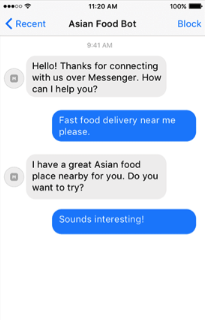 11:20 AM 100%
Recent Asian Food Bot Block
9:41 AM
Hello! Thanks for connecting
with us over Messenger. How
can I help you?
Fast food delivery near me
please.
I have a great Asian food
place nearby for you. Do you
want to try?
Sounds interesting!